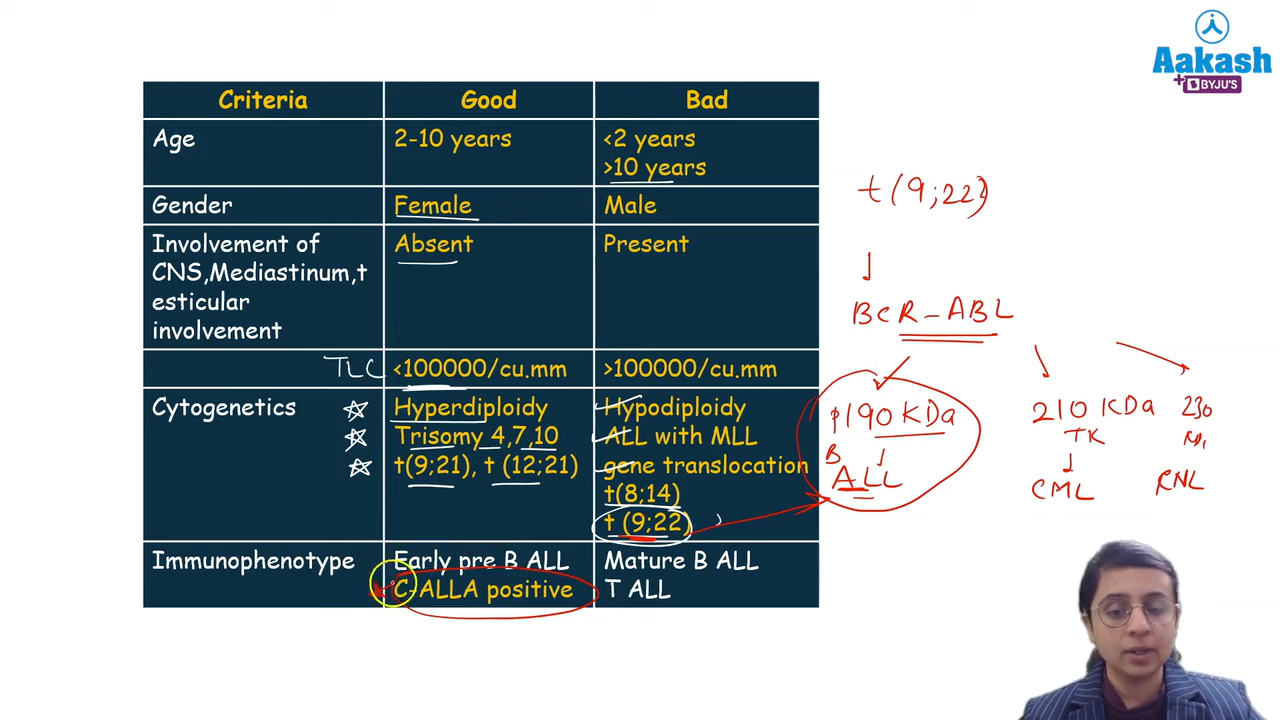 Aakash
+ BYJU'S
Criteria Good Bad
Age 2-10 years <2 years
>10 years
Gender Female Male
Involvement of Absent Present
CNS,Mediastinum,t
esticular
involvement
TLC <100000/cu.mm >100000/cu.mm
Cytogenetics Hyperdiploidy Hypodiploidy
Trisomy 4,7,10 ALL with MLL
t(9;21), t (12;21) gene translocation
t(8;14)
t (9;22)
Immunophenotype Early pre B ALL Mature B ALL
C-ALLA positive T ALL
t(9;22)
BCR-ABL
p190 KDa 210 KDa 230
B TK
ALL CML